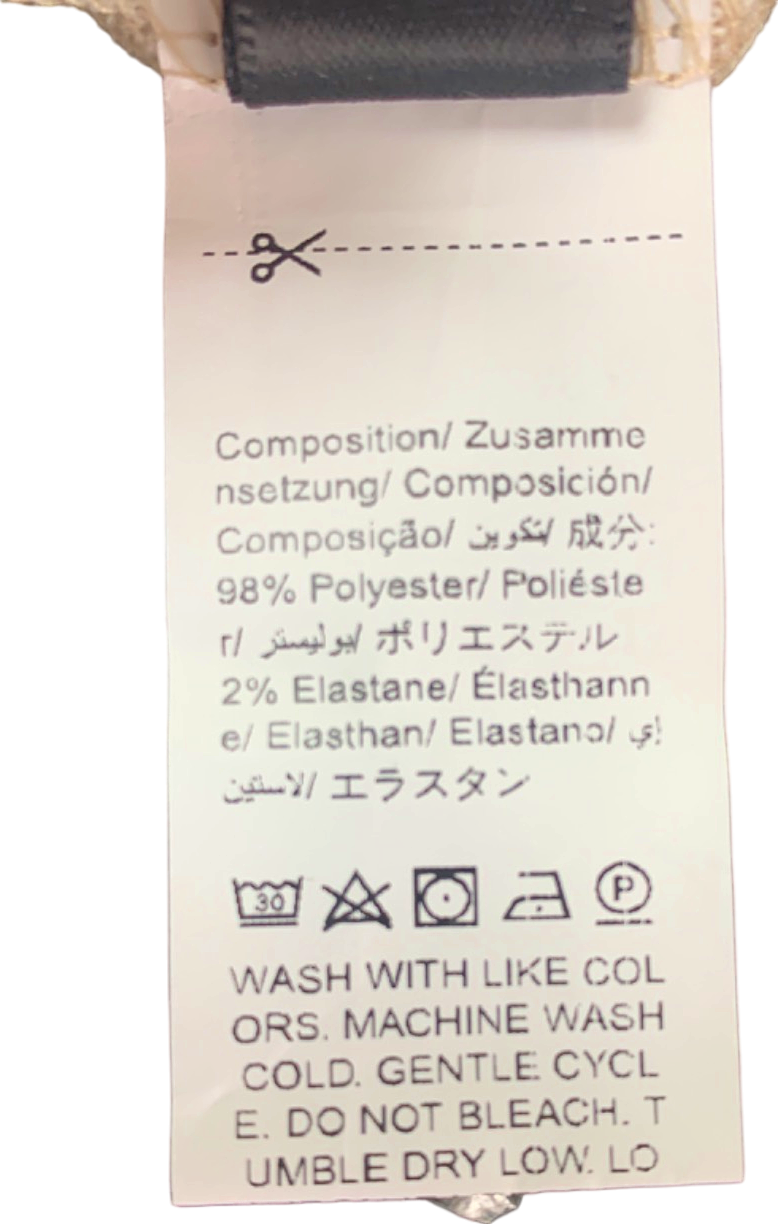 Composition/ Zusamme
nsetzung/ Composición/
Composição/ تكوين/ 成分:
98% Polyester/ Poliéste
r/ بوليستر/ ポリエステル
2% Elastane/ Élasthann
e/ Elasthan/ Elastano/ إي
لاستين/ エラスタン
30 P
WASH WITH LIKE COL
ORS. MACHINE WASH
COLD. GENTLE CYCL
E. DO NOT BLEACH. T
UMBLE DRY LOW. LO